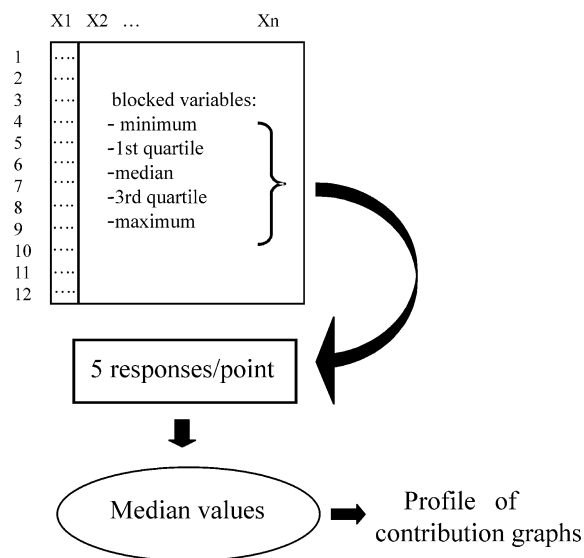 X1 X2 ... Xn
1 ....
2 ....
3 ....
blocked variables:
4 ....
- minimum
5 ....
-1st quartile
6 ....
-median
7 ....
-3rd quartile
8 ....
-maximum
9 ....
10 ....
11 ....
12 ....
5 responses/point
Median values
Profile of
contribution graphs